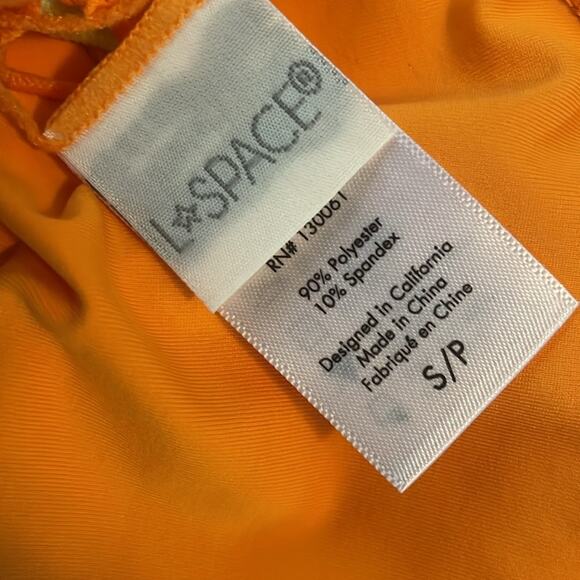 L*SPACE®
RN# 130061
90% Polyester
10% Spandex
Designed in California
Made in China
Fabriqué en Chine
S/P